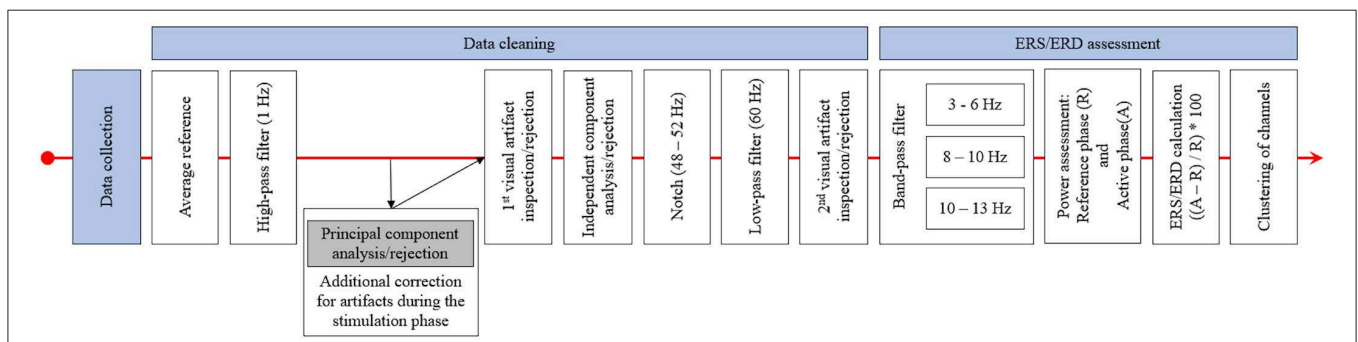 Data cleaning
ERS/ERD assessment
Data collection
Average reference
High-pass filter (1 Hz)
Principal component
analysis/rejection
Additional correction
for artifacts during the
stimulation phase
1st visual artifact
inspection/rejection
Independent component
analysis/rejection
Notch (48 – 52 Hz)
Low-pass filter (60 Hz)
2nd visual artifact
inspection/rejection
Band-pass filter
3 - 6 Hz
8 – 10 Hz
10 – 13 Hz
Power assessment:
Reference phase (R)
and
Active phase(A)
ERS/ERD calculation
((A – R) / R) * 100
Clustering of channels